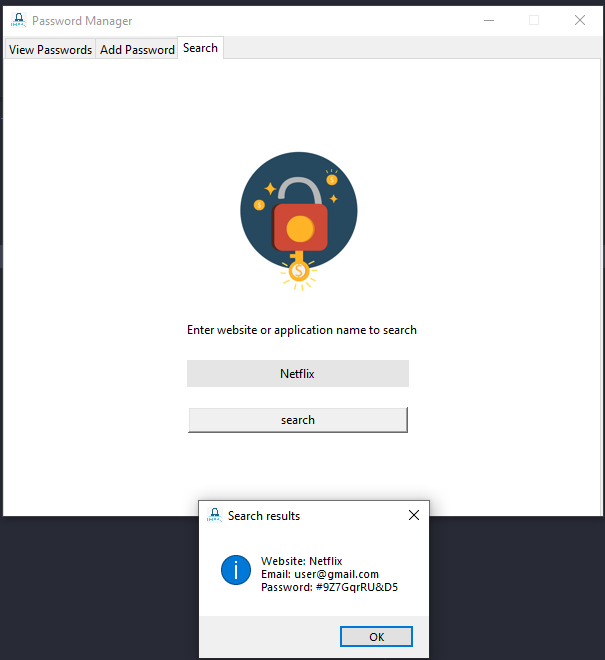 Password Manager
View Passwords Add Password Search
$
$
$
Enter website or application name to search
Netflix
search
Search results
Website: Netflix
Email: user@gmail.com
Password: #9Z7GqrRU&D5
OK